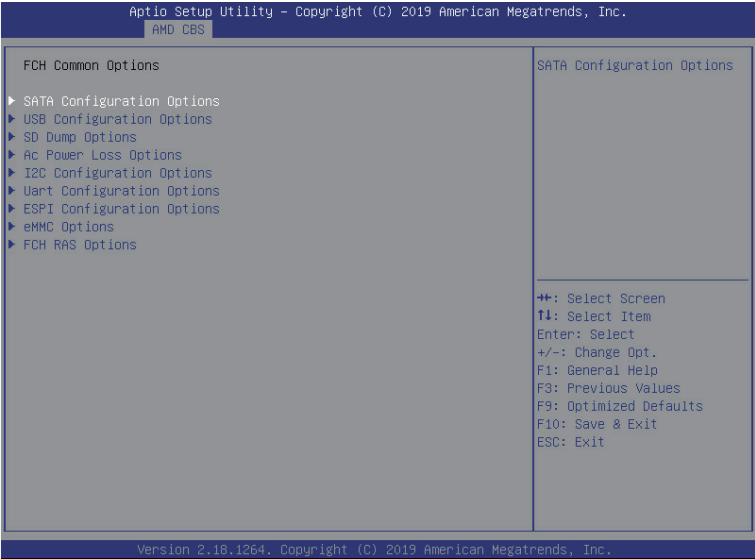 Aptio Setup Utility – Copyright (C) 2019 American Megatrends, Inc.
AMD CBS
FCH Common Options
SATA Configuration Options
USB Configuration Options
SD Dump Options
Ac Power Loss Options
I2C Configuration Options
Uart Configuration Options
ESPI Configuration Options
eMMC Options
FCH RAS Options
SATA Configuration Options
→←: Select Screen
↑↓: Select Item
Enter: Select
+/-: Change Opt.
F1: General Help
F3: Previous Values
F9: Optimized Defaults
F10: Save & Exit
ESC: Exit
Version 2.18.1264. Copyright (C) 2019 American Megatrends, Inc.